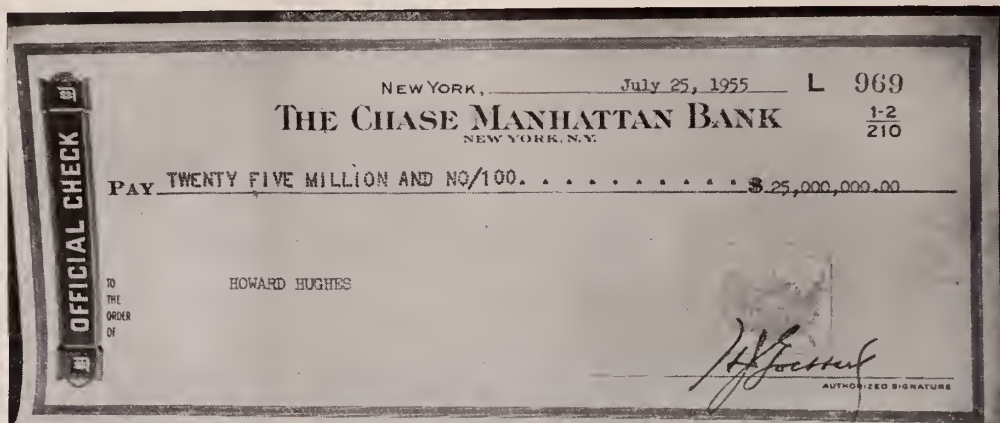 OFFICIAL CHECK
NEW YORK, July 25, 1955 L 969
THE CHASE MANHATTAN BANK 1-2
NEW YORK, N.Y. 210
PAY TWENTY FIVE MILLION AND NO/100. . . . . . . . . . . . $ 25,000,000.00
TO
THE
ORDER
OF
HOWARD HUGHES
AUTHORIZED SIGNATURE